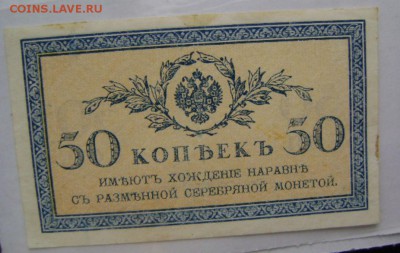 COINS.LAVE.RU
50 КОПѢЕКЪ 50
ИМѢЮТЪ ХОЖДЕНІЕ НАРАВНѢ
СЪ РАЗМѢННОЙ СЕРЕБРЯНОЙ МОНЕТОЙ.